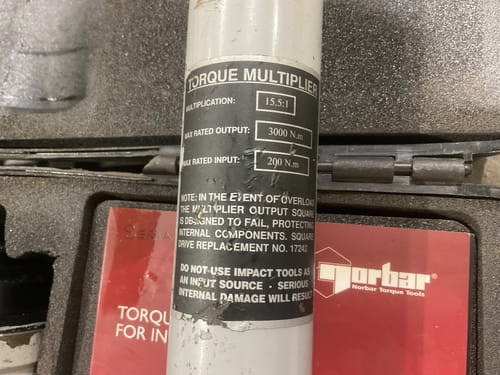 TORQUE MULTIPLIER
MULTIPLICATION: 15.5:1
MAX RATED OUTPUT: 3000 N.m
MAX RATED INPUT: 200 N.m
NOTE: IN THE EVENT OF OVERLOAD
THE MULTIPLIER OUTPUT SQUARE
IS DESIGNED TO FAIL, PROTECTING
INTERNAL COMPONENTS. SQUARE
DRIVE REPLACEMENT NO. 17242
DO NOT USE IMPACT TOOLS AS
AN INPUT SOURCE - SERIOUS
INTERNAL DAMAGE WILL RESULT
Norbar®
Norbar Torque Tools
TORQU
FOR IN